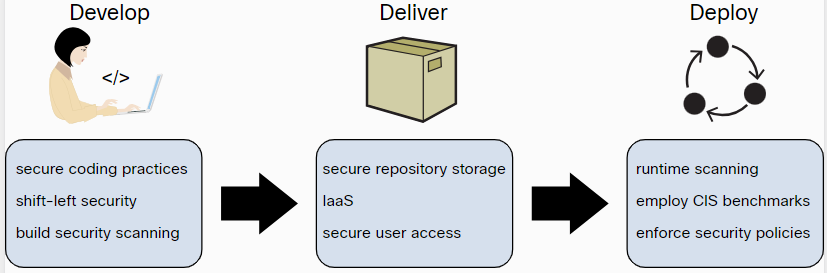 Develop
Deliver
Deploy
</>
secure coding practices
shift-left security
build security scanning
secure repository storage
IaaS
secure user access
runtime scanning
employ CIS benchmarks
enforce security policies